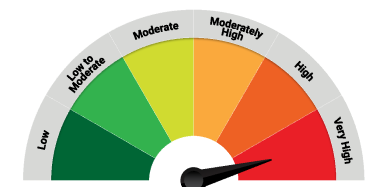 Low
Low to
Moderate
Moderate
Moderately
High
High
Very High